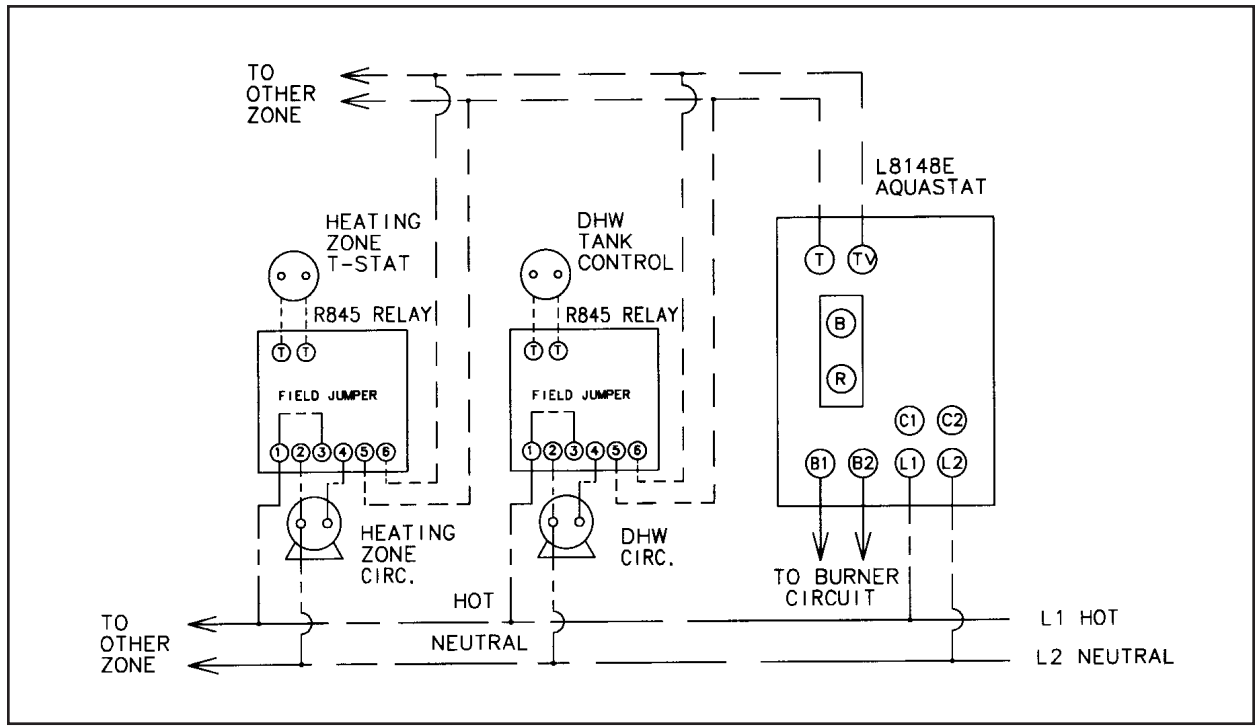 TO
OTHER
ZONE
L8148E
AQUASTAT
HEATING
ZONE
T-STAT
DHW
TANK
CONTROL
R845 RELAY
R845 RELAY
T TV
B
R
T T
FIELD JUMPER
1 2 3 4 5 6
T T
FIELD JUMPER
1 2 3 4 5 6
C1 C2
B1 B2 L1 L2
HEATING
ZONE
CIRC.
DHW
CIRC.
TO BURNER
CIRCUIT
HOT
NEUTRAL
TO
OTHER
ZONE
L1 HOT
L2 NEUTRAL